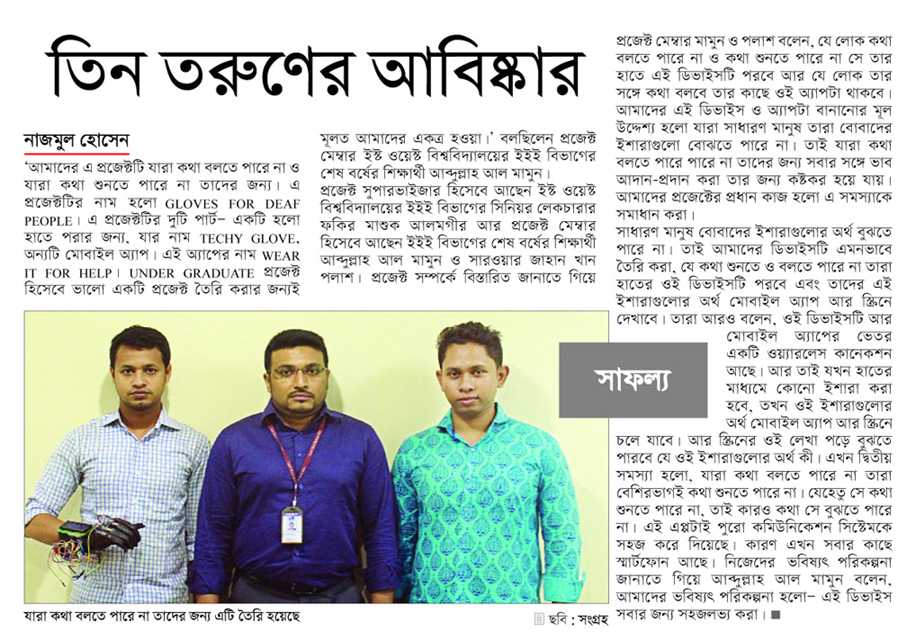 তিন তরুণের আবিষ্কার
নাজমুল হোসেন
'আমাদের এ প্রজেক্টটি যারা কথা বলতে পারে না ও
যারা কথা শুনতে পারে না তাদের জন্য। এ
প্রজেক্টটির নাম হলো GLOVES FOR DEAF
PEOPLE। এ প্রজেক্টটির দুটি পার্ট– একটি হলো
হাতে পরার জন্য, যার নাম TECHY GLOVE,
অন্যটি মোবাইল অ্যাপ। এই অ্যাপের নাম WEAR
IT FOR HELP। UNDER GRADUATE প্রজেক্ট
হিসেবে ভালো একটি প্রজেক্ট তৈরি করার জন্যই
মূলত আমাদের একত্র হওয়া।' বলছিলেন প্রজেক্ট
মেম্বার ইস্ট ওয়েস্ট বিশ্ববিদ্যালয়ের ইইই বিভাগের
শেষ বর্ষের শিক্ষার্থী আব্দুল্লাহ আল মামুন।
প্রজেক্ট সুপারভাইজার হিসেবে আছেন ইস্ট ওয়েস্ট
বিশ্ববিদ্যালয়ের ইইই বিভাগের সিনিয়র লেকচারার
ফকির মাশুক আলমগীর আর প্রজেক্ট মেম্বার
হিসেবে আছেন ইইই বিভাগের শেষ বর্ষের শিক্ষার্থী
আব্দুল্লাহ আল মামুন ও সারওয়ার জাহান খান
পলাশ। প্রজেক্ট সম্পর্কে বিস্তারিত জানাতে গিয়ে
প্রজেক্ট মেম্বার মামুন ও পলাশ বলেন, যে লোক কথা
বলতে পারে না ও কথা শুনতে পারে না সে তার
হাতে এই ডিভাইসটি পরবে আর যে লোক তার
সঙ্গে কথা বলবে তার কাছে ওই অ্যাপটা থাকবে।
আমাদের এই ডিভাইস ও অ্যাপটা বানানোর মূল
উদ্দেশ্য হলো যারা সাধারণ মানুষ তারা বোবাদের
ইশারাগুলো বোঝতে পারে না। তাই যারা কথা
বলতে পারে পারে না তাদের জন্য সবার সঙ্গে ভাব
আদান-প্রদান করা তার জন্য কষ্টকর হয়ে যায়।
আমাদের প্রজেক্টের প্রধান কাজ হলো এ সমস্যাকে
সমাধান করা।
সাধারণ মানুষ বোবাদের ইশারাগুলোর অর্থ বুঝতে
পারে না। তাই আমাদের ডিভাইসটি এমনভাবে
তৈরি করা, যে কথা শুনতে ও বলতে পারে না তারা
হাতের ওই ডিভাইসটি পরবে এবং তাদের এই
ইশারাগুলোর অর্থ মোবাইল অ্যাপ আর স্ক্রিনে
দেখাবে। তারা আরও বলেন, ওই ডিভাইসটি আর
মোবাইল অ্যাপের ভেতর
একটি ওয়্যারলেস কানেকশন
আছে। আর তাই যখন হাতের
মাধ্যমে কোনো ইশারা করা
হবে, তখন ওই ইশারাগুলোর
অর্থ মোবাইল অ্যাপ আর স্ক্রিনে
চলে যাবে। আর স্ক্রিনের ওই লেখা পড়ে বুঝতে
পারবে যে ওই ইশারাগুলোর অর্থ কী। এখন দ্বিতীয়
সমস্যা হলো, যারা কথা বলতে পারে না তারা
বেশিরভাগই কথা শুনতে পারে না। যেহেতু সে কথা
শুনতে পারে না, তাই কারও কথা সে বুঝতে পারে
না। এই এপ্পটাই পুরো কমিউনিকেশন সিস্টেমকে
সহজ করে দিয়েছে। কারণ এখন সবার কাছে
স্মার্টফোন আছে। নিজেদের ভবিষ্যৎ পরিকল্পনা
জানাতে গিয়ে আব্দুল্লাহ আল মামুন বলেন,
আমাদের ভবিষ্যৎ পরিকল্পনা হলো– এই ডিভাইস
সবার জন্য সহজলভ্য করা।
সাফল্য
যারা কথা বলতে পারে না তাদের জন্য এটি তৈরি হয়েছে
ছবি : সংগ্রহ